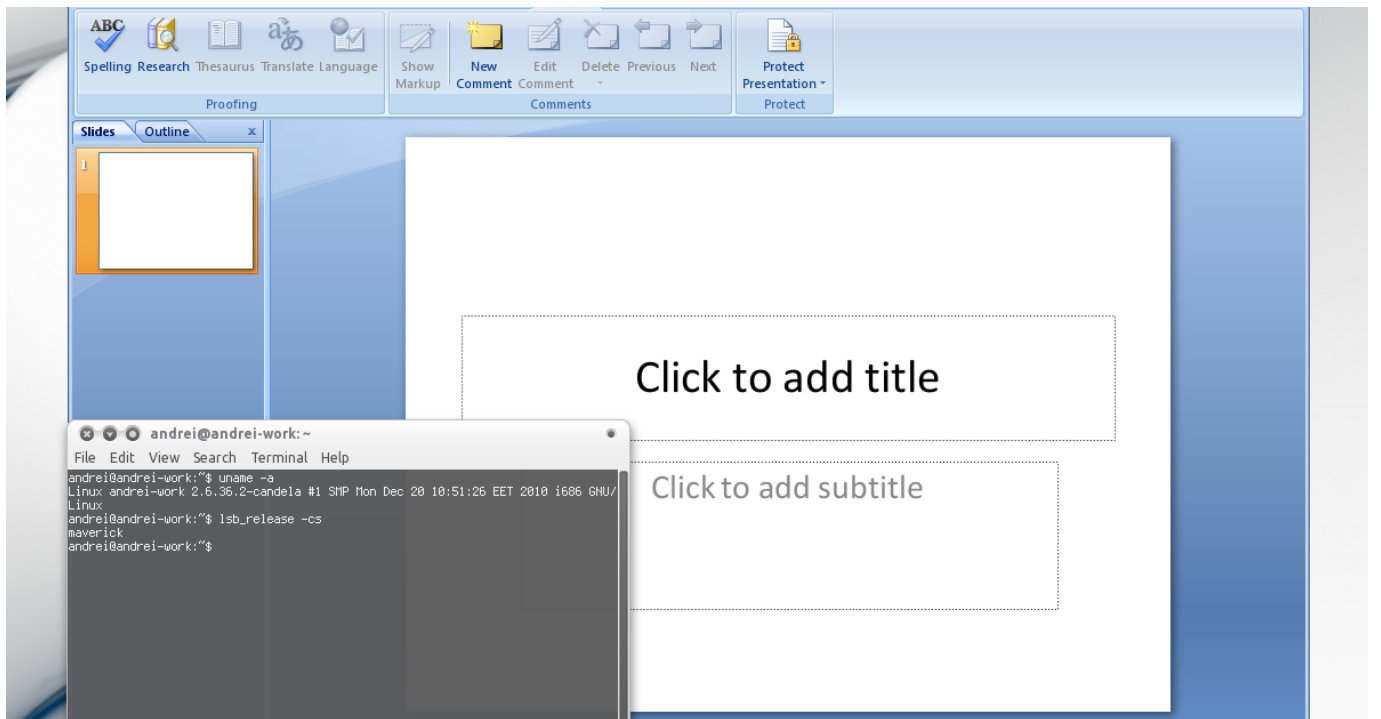 ABC
Spelling Research Thesaurus Translate Language
Proofing
Show Markup New Comment Edit Comment Delete Previous Next
Comments
Protect Presentation
Protect
Slides Outline x
1
Click to add title
Click to add subtitle
andrei@andrei-work: ~
File Edit View Search Terminal Help
andrei@andrei-work:~$ uname -a
Linux andrei-work 2.6.36.2-candela #1 SMP Mon Dec 20 10:51:26 EET 2010 i686 GNU/
Linux
andrei@andrei-work:~$ lsb_release -cs
maverick
andrei@andrei-work:~$